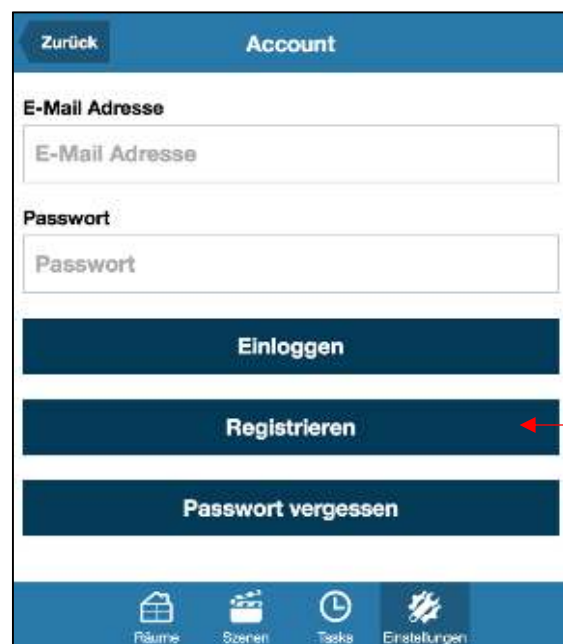 Zurück Account
E-Mail Adresse
E-Mail Adresse
Passwort
Passwort
Einloggen
Registrieren
Passwort vergessen
Räume Szenen Tasks Einstellungen